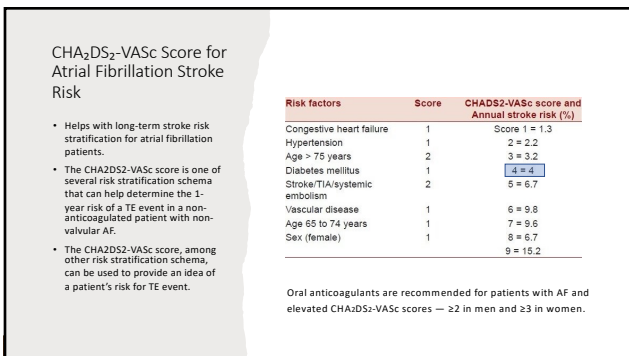 CHA₂DS₂-VASc Score for
Atrial Fibrillation Stroke
Risk
• Helps with long-term stroke risk
stratification for atrial fibrillation
patients.
• The CHA2DS2-VASc score is one of
several risk stratification schema
that can help determine the 1-
year risk of a TE event in a non-
anticoagulated patient with non-
valvular AF.
• The CHA2DS2-VASc score, among
other risk stratification schema,
can be used to provide an idea of
a patient's risk for TE event.
Risk factors Score CHADS2-VASc score and
Annual stroke risk (%)
Congestive heart failure 1 Score 1 = 1.3
Hypertension 1 2 = 2.2
Age > 75 years 2 3 = 3.2
Diabetes mellitus 1 4 = 4
Stroke/TIA/systemic 2 5 = 6.7
embolism
Vascular disease 1 6 = 9.8
Age 65 to 74 years 1 7 = 9.6
Sex (female) 1 8 = 6.7
9 = 15.2
Oral anticoagulants are recommended for patients with AF and
elevated CHA2DS2-VASc scores — ≥2 in men and ≥3 in women.